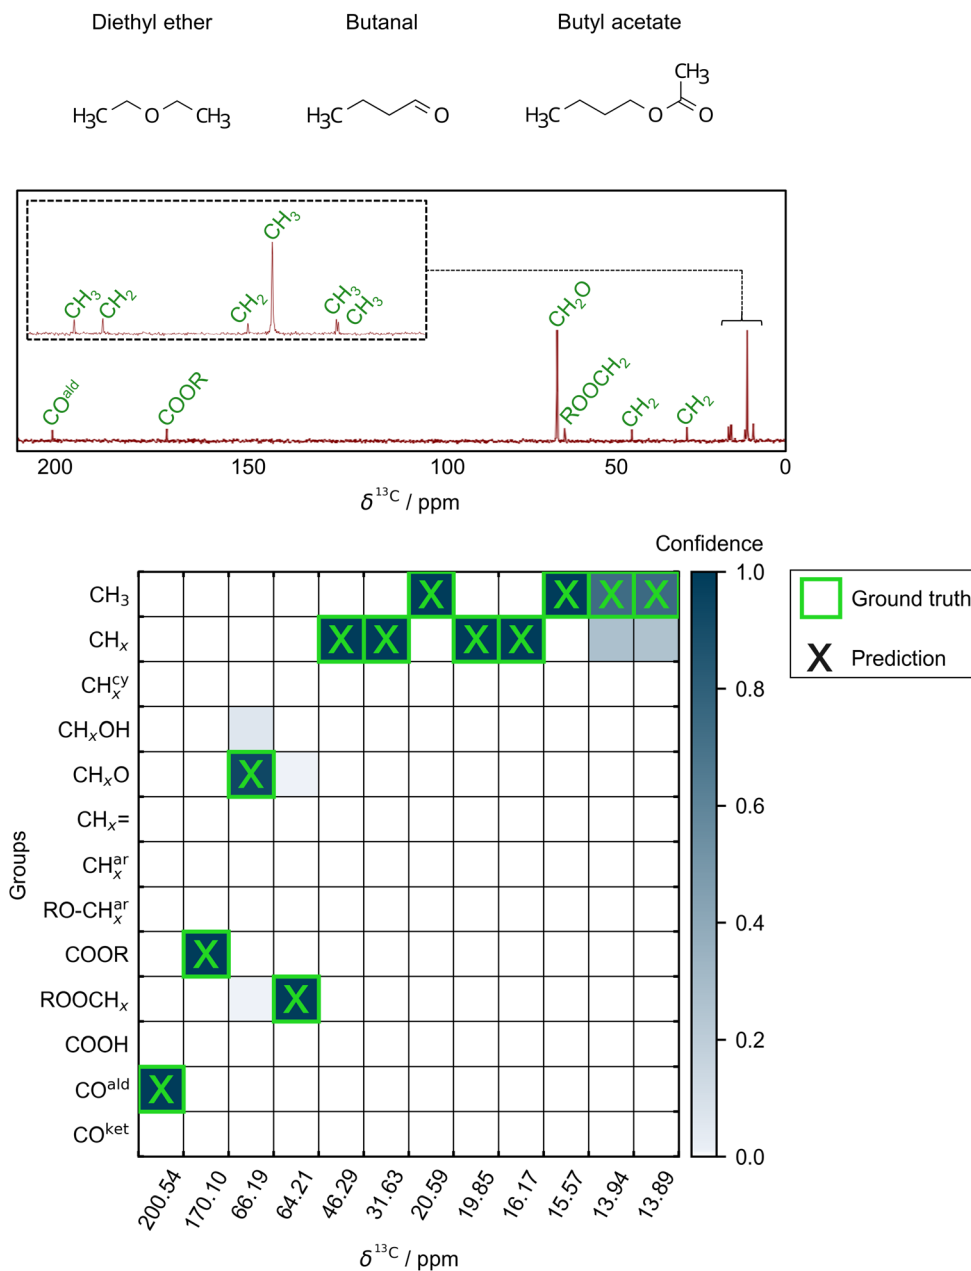 Diethyl ether Butanal Butyl acetate
CH₃
H₃C O CH₃ H₃C O H₃C O O
CH₃
CH₃ CH₂ CH₂ CH₃ CH₃
CH₂O
COᵃˡᵈ COOR ROOCH₂ CH₂ CH₂
200 150 100 50 0
δ ¹³C / ppm
Confidence
CH₃
CHₓ
CHₓᶜʸ
CHₓOH
CHₓO
CHₓ=
CHₓᵃʳ
RO-CHₓᵃʳ
COOR
ROOCHₓ
COOH
COᵃˡᵈ
COᵏᵉᵗ
Groups
X X X X
X X X X
X
X
X
X
1.0
0.8
0.6
0.4
0.2
0.0
Ground truth
X Prediction
200.54 170.10 66.19 64.21 46.29 31.63 20.59 19.85 16.17 15.57 13.94 13.89
δ ¹³C / ppm